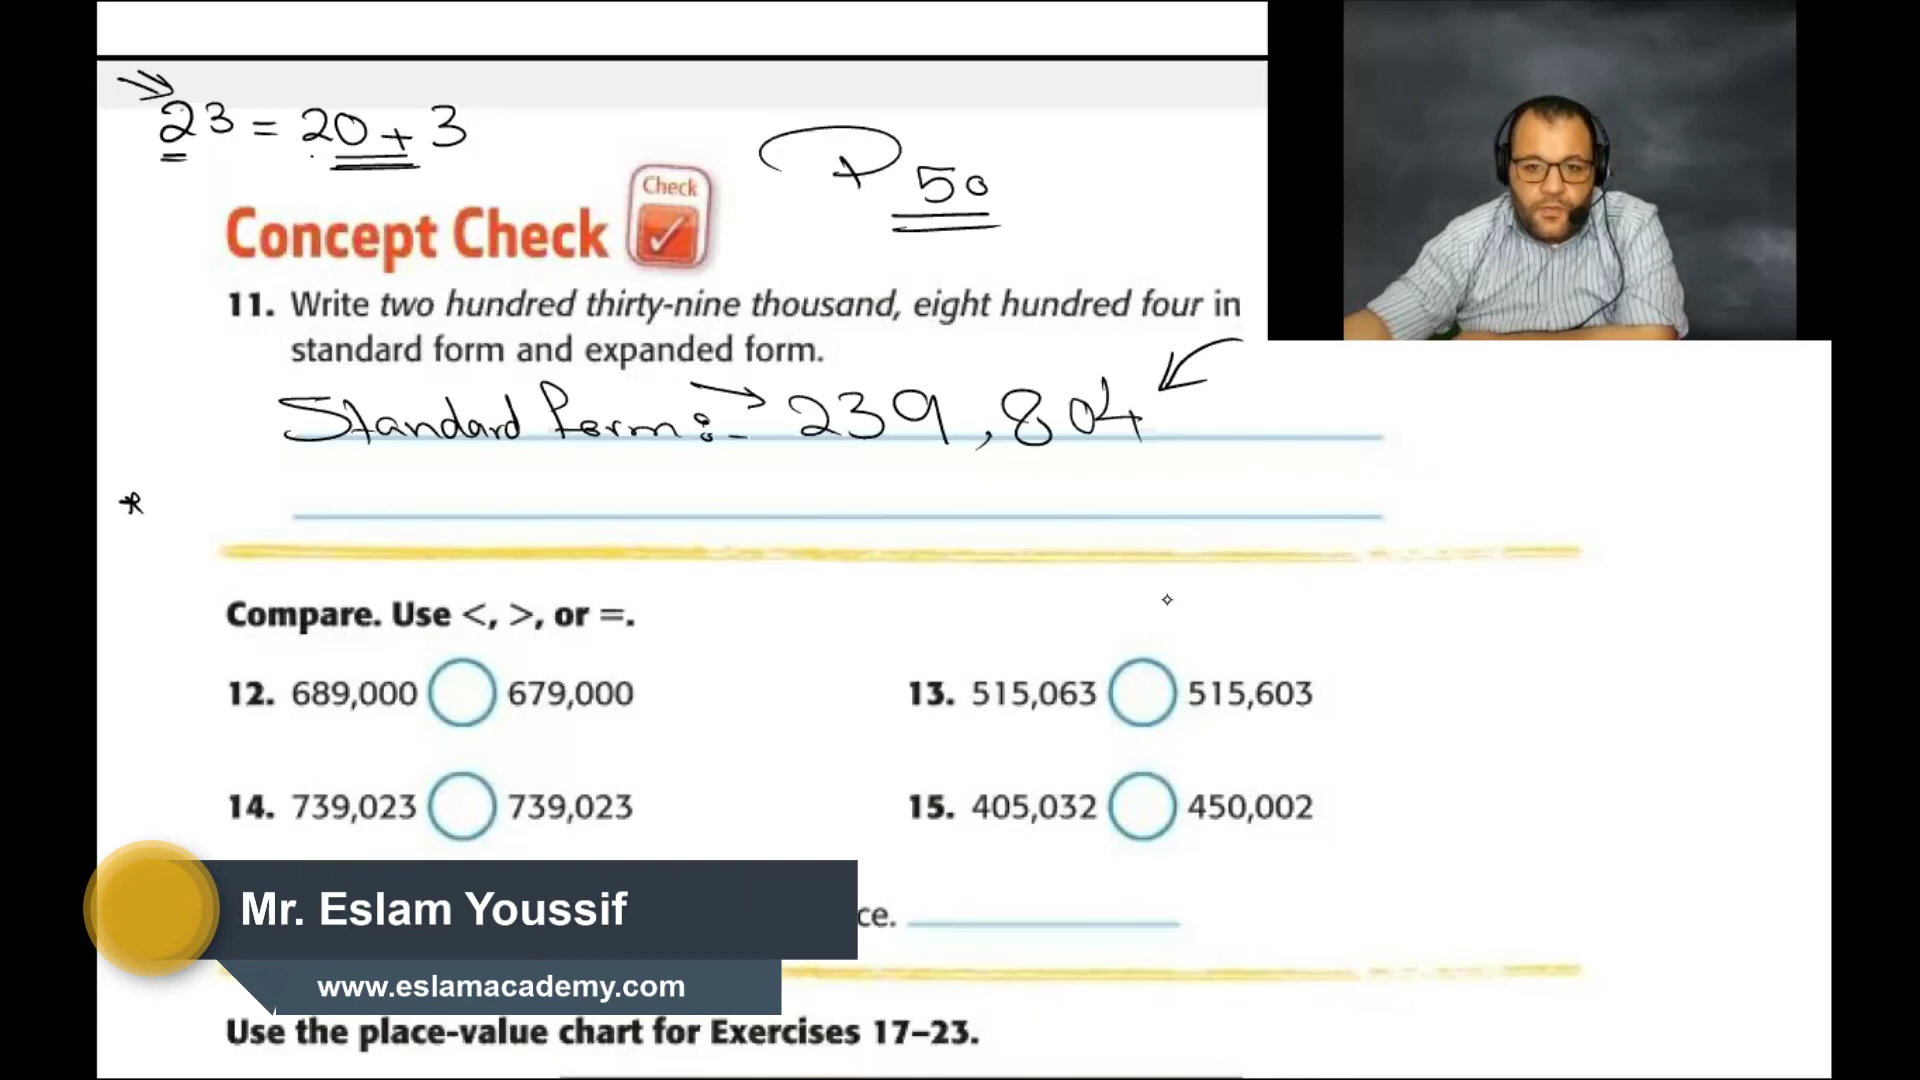 23 = 20 + 3
+ 50
Check
Concept Check
11. Write two hundred thirty-nine thousand, eight hundred four in
standard form and expanded form.
Standard form :- 239,804
Compare. Use <, >, or =.
12. 689,000 679,000
13. 515,063 515,603
14. 739,023 739,023
15. 405,032 450,002
Mr. Eslam Youssif
ce.
www.eslamacademy.com
Use the place-value chart for Exercises 17–23.